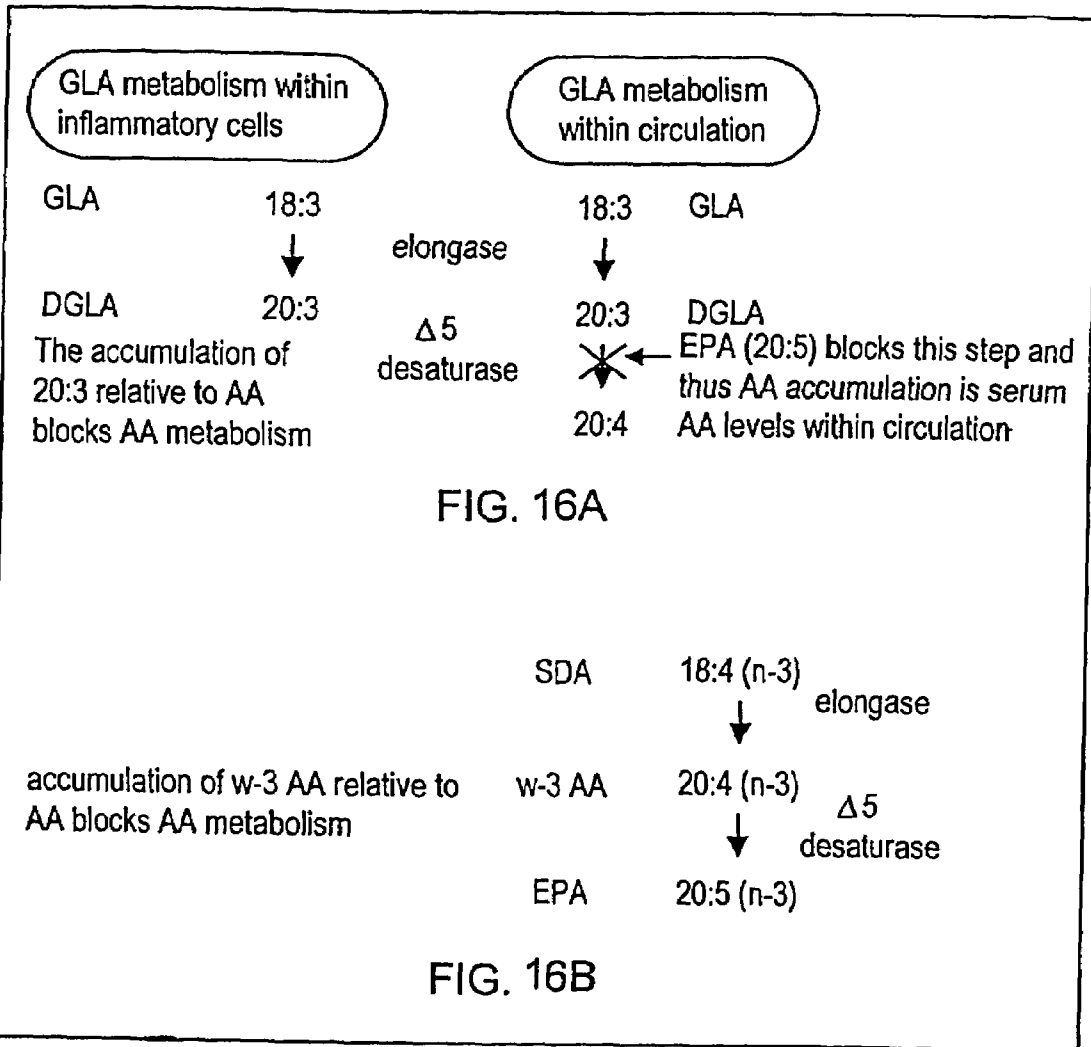 GLA metabolism within
inflammatory cells
GLA metabolism
within circulation
GLA 18:3
elongase
18:3 GLA
DGLA 20:3
Δ5
desaturase
20:3 DGLA
The accumulation of
20:3 relative to AA
blocks AA metabolism
EPA (20:5) blocks this step and
thus AA accumulation is serum
AA levels within circulation
20:4
FIG. 16A
SDA 18:4 (n-3)
elongase
accumulation of w-3 AA relative to
AA blocks AA metabolism
w-3 AA 20:4 (n-3)
Δ5
desaturase
EPA 20:5 (n-3)
FIG. 16B